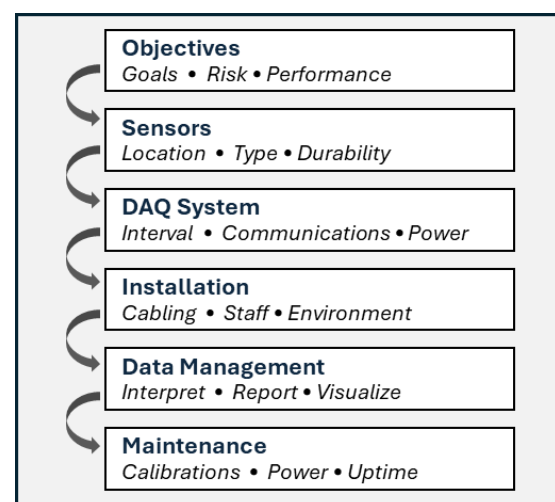 Objectives
Goals • Risk • Performance
Sensors
Location • Type • Durability
DAQ System
Interval • Communications • Power
Installation
Cabling • Staff • Environment
Data Management
Interpret • Report • Visualize
Maintenance
Calibrations • Power • Uptime